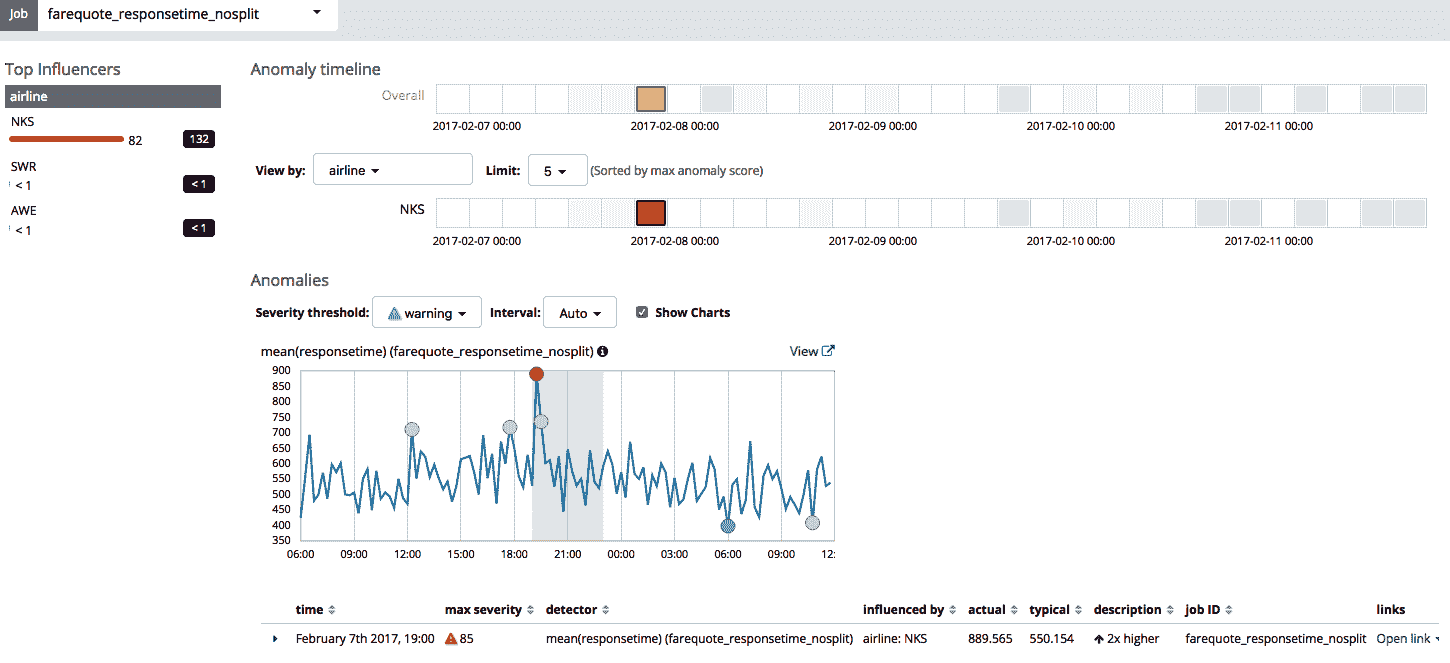 Job farequote_responsetime_nosplit
Top Influencers
airline
NKS
82 132
SWR
< 1 < 1
AWE
< 1 < 1
Anomaly timeline
Overall
2017-02-07 00:00 2017-02-08 00:00 2017-02-09 00:00 2017-02-10 00:00 2017-02-11 00:00
View by: airline Limit: 5 (Sorted by max anomaly score)
NKS
2017-02-07 00:00 2017-02-08 00:00 2017-02-09 00:00 2017-02-10 00:00 2017-02-11 00:00
Anomalies
Severity threshold: warning Interval: Auto Show Charts
mean(responsetime) (farequote_responsetime_nosplit) View
900
850
800
750
700
650
600
550
500
450
400
350
06:00 09:00 12:00 15:00 18:00 21:00 00:00 03:00 06:00 09:00 12:
time max severity detector influenced by actual typical description job ID links
February 7th 2017, 19:00 85 mean(responsetime) (farequote_responsetime_nosplit) airline: NKS 889.565 550.154 2x higher farequote_responsetime_nosplit Open link